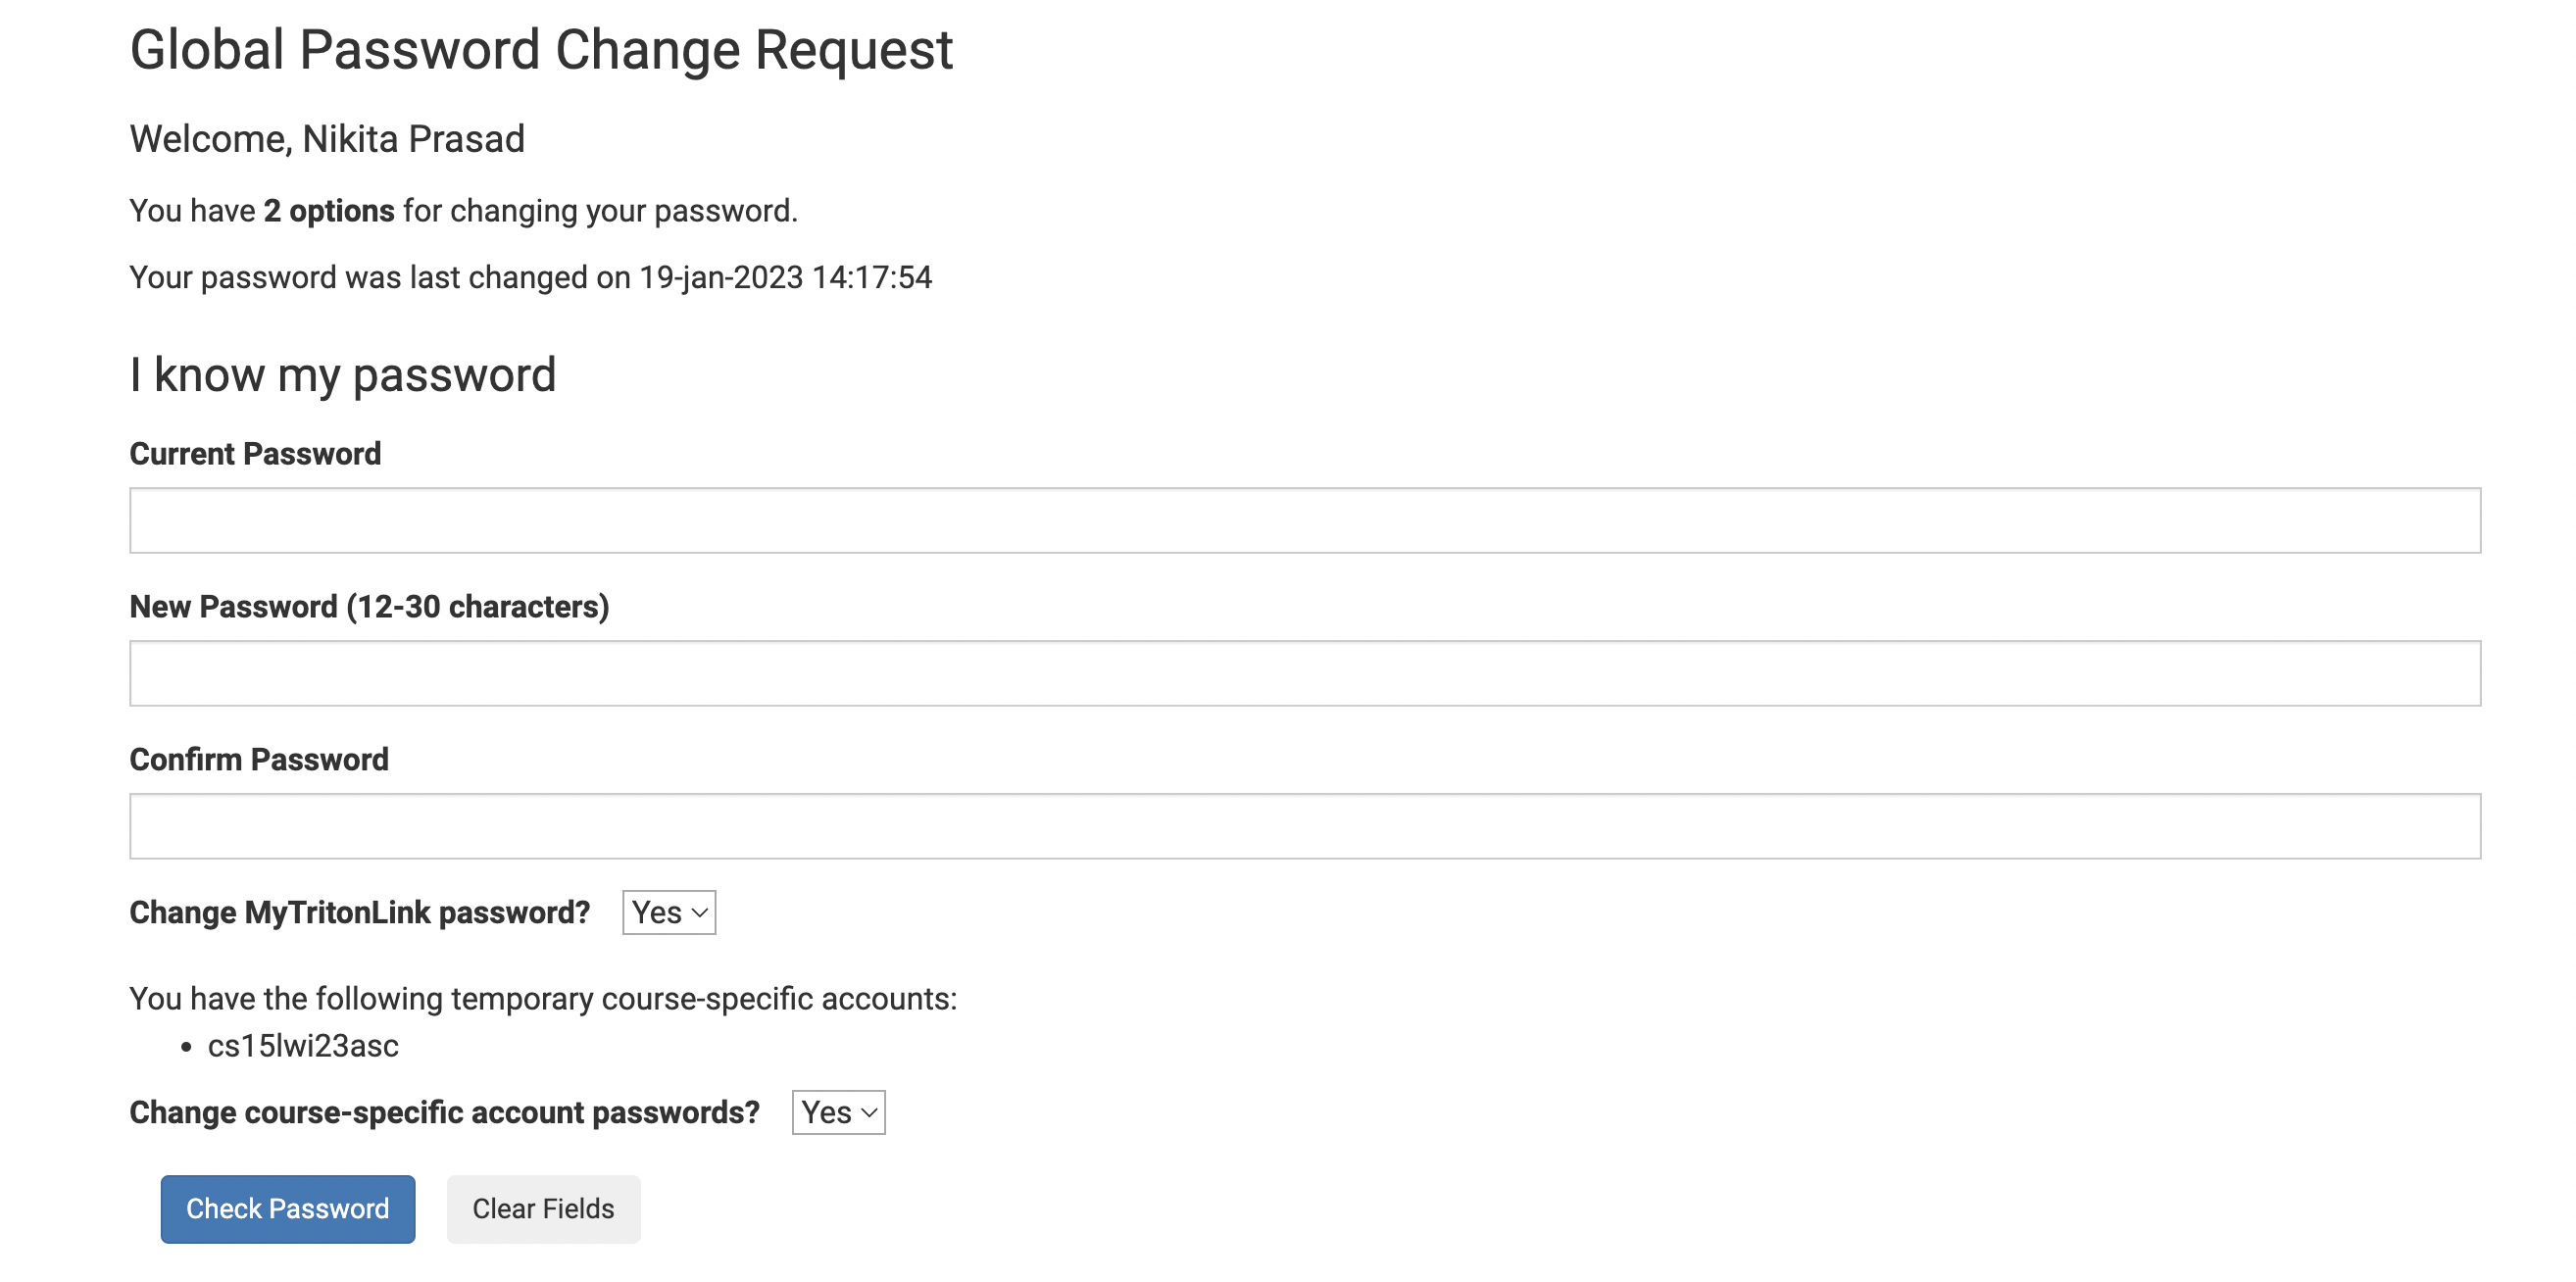 Global Password Change Request
Welcome, Nikita Prasad
You have 2 options for changing your password.
Your password was last changed on 19-jan-2023 14:17:54
I know my password
Current Password
New Password (12-30 characters)
Confirm Password
Change MyTritonLink password? Yes
You have the following temporary course-specific accounts:
• cs15lwi23asc
Change course-specific account passwords? Yes
Check Password Clear Fields